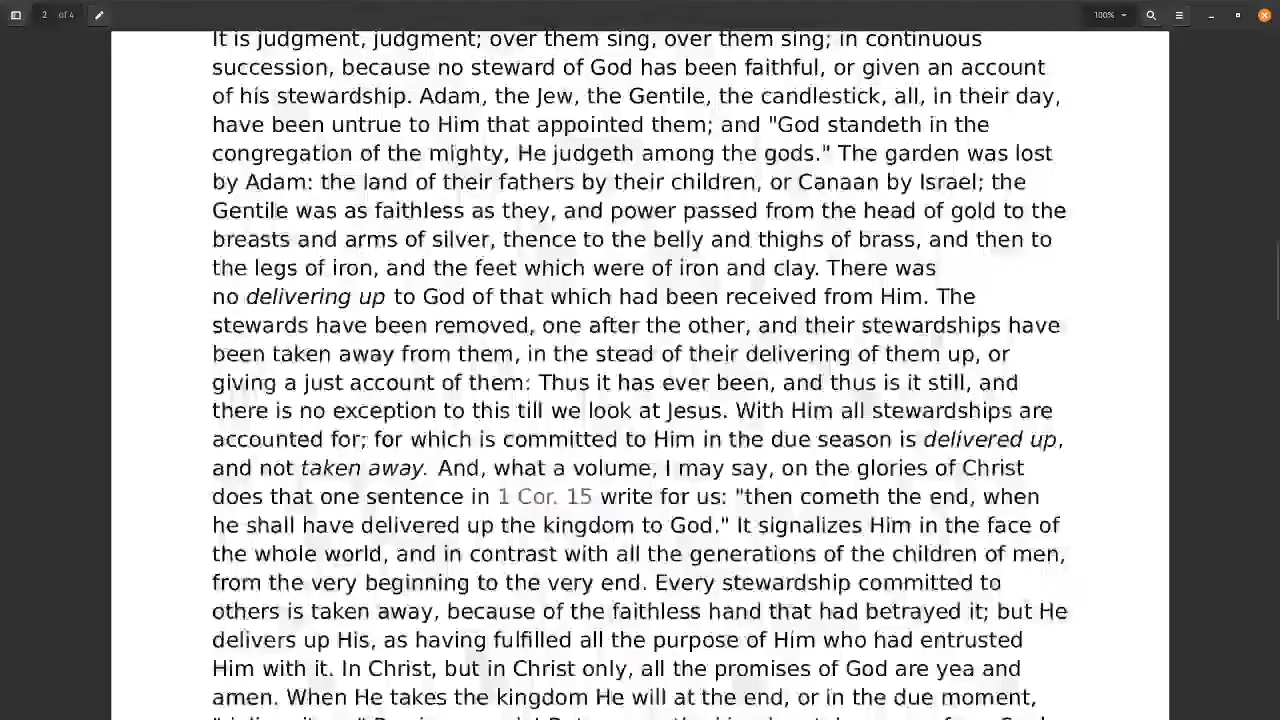 2 of 4
100%
It is judgment, judgment; over them sing, over them sing; in continuous
succession, because no steward of God has been faithful, or given an account
of his stewardship. Adam, the Jew, the Gentile, the candlestick, all, in their day,
have been untrue to Him that appointed them; and "God standeth in the
congregation of the mighty, He judgeth among the gods." The garden was lost
by Adam: the land of their fathers by their children, or Canaan by Israel; the
Gentile was as faithless as they, and power passed from the head of gold to the
breasts and arms of silver, thence to the belly and thighs of brass, and then to
the legs of iron, and the feet which were of iron and clay. There was
no delivering up to God of that which had been received from Him. The
stewards have been removed, one after the other, and their stewardships have
been taken away from them, in the stead of their delivering of them up, or
giving a just account of them: Thus it has ever been, and thus is it still, and
there is no exception to this till we look at Jesus. With Him all stewardships are
accounted for; for which is committed to Him in the due season is delivered up,
and not taken away. And, what a volume, I may say, on the glories of Christ
does that one sentence in 1 Cor. 15 write for us: "then cometh the end, when
he shall have delivered up the kingdom to God." It signalizes Him in the face of
the whole world, and in contrast with all the generations of the children of men,
from the very beginning to the very end. Every stewardship committed to
others is taken away, because of the faithless hand that had betrayed it; but He
delivers up His, as having fulfilled all the purpose of Him who had entrusted
Him with it. In Christ, but in Christ only, all the promises of God are yea and
amen. When He takes the kingdom He will at the end, or in the due moment,